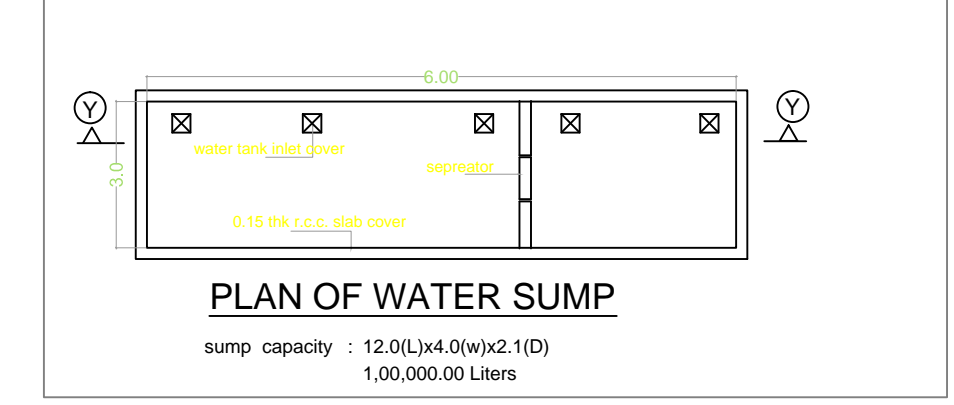 6.00
Y
Y
water tank inlet cover
3.0
sepreator
0.15 thk r.c.c. slab cover
PLAN OF WATER SUMP
sump capacity : 12.0(L)x4.0(w)x2.1(D)
1,00,000.00 Liters